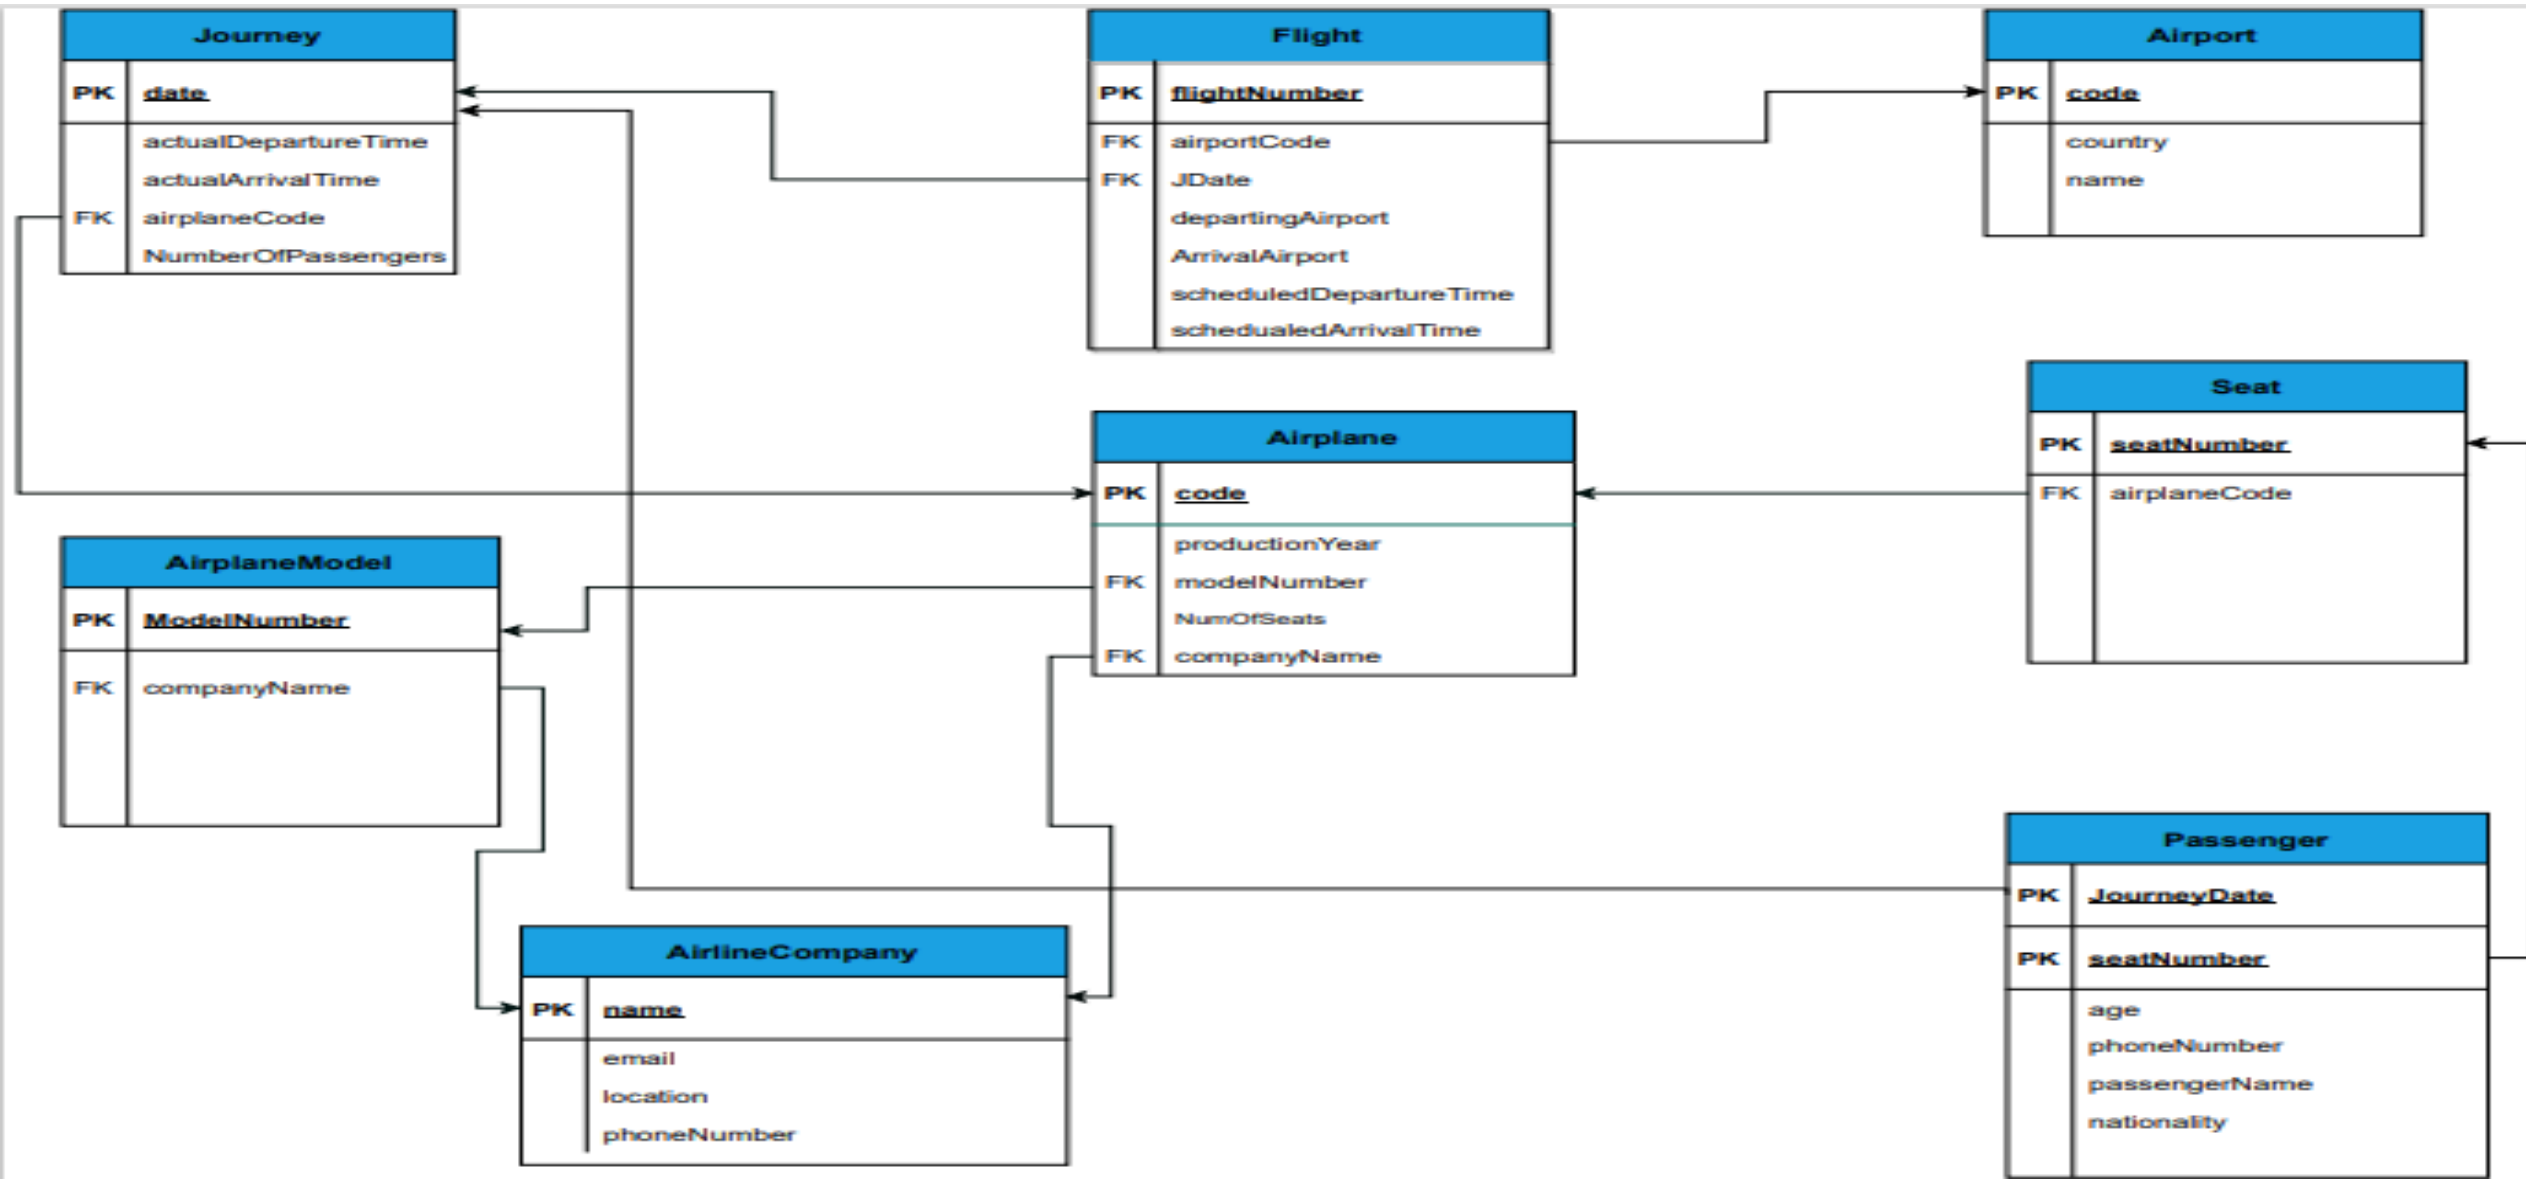 Journey
PK date
actualDepartureTime
actualArrivalTime
FK airplaneCode
NumberOfPassengers
Flight
PK flightNumber
FK airportCode
FK JDate
departingAirport
ArrivalAirport
scheduledDepartureTime
schedualedArrivalTime
Airport
PK code
country
name
Airplane
PK code
productionYear
FK modelNumber
NumOfSeats
FK companyName
Seat
PK seatNumber
FK airplaneCode
AirplaneModel
PK ModelNumber
FK companyName
AirlineCompany
PK name
email
location
phoneNumber
Passenger
PK JourneyDate
PK seatNumber
age
phoneNumber
passengerName
nationality